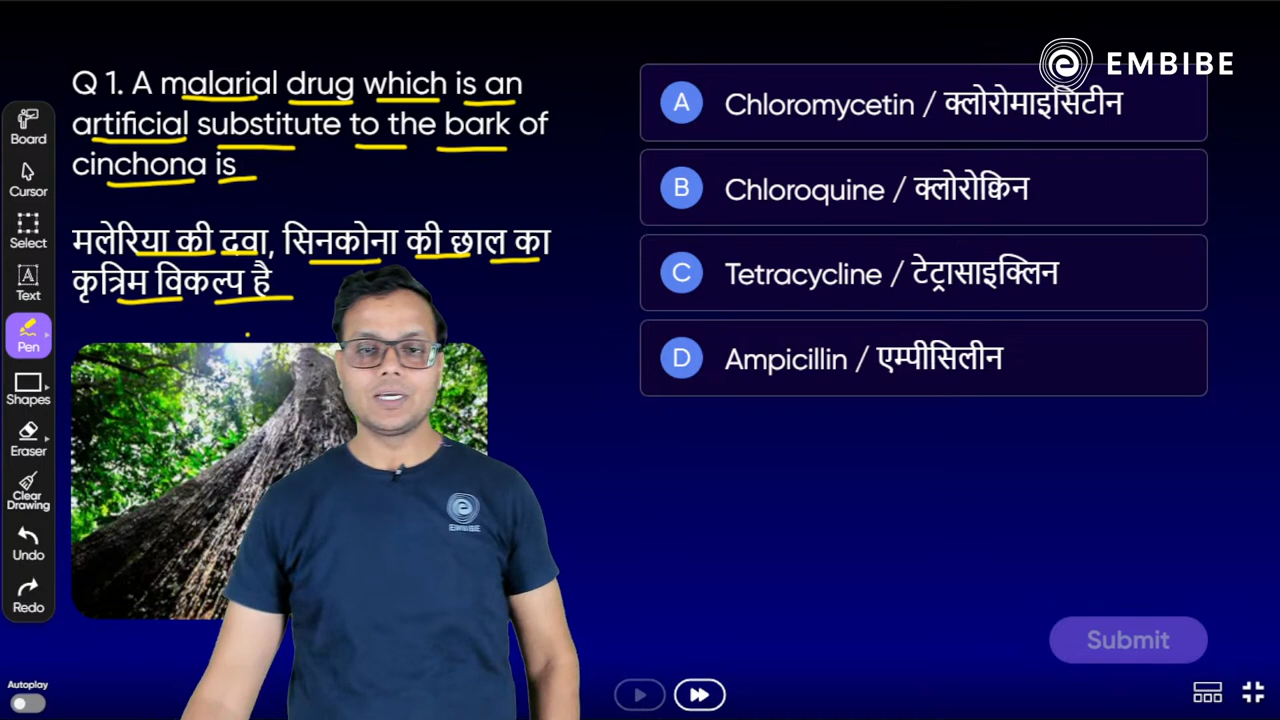 EMBIBE
Q 1. A malarial drug which is an
artificial substitute to the bark of
cinchona is
मलेरिया की दवा, सिनकोना की छाल का
कृत्रिम विकल्प है
A Chloromycetin / क्लोरोमाइसिटीन
B Chloroquine / क्लोरोक्विन
C Tetracycline / टेट्रासाइक्लिन
D Ampicillin / एम्पीसिलीन
Board
Cursor
Select
Text
Pen
Shapes
Eraser
Clear
Drawing
Undo
Redo
Autoplay
EMBIBE
Submit